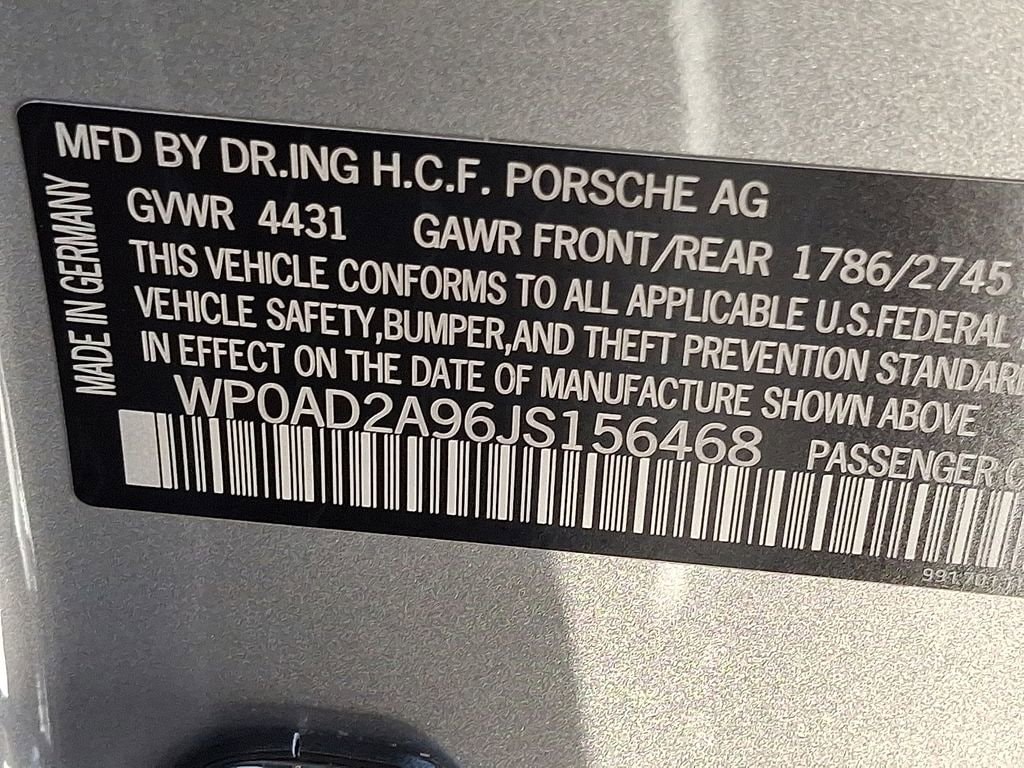 MFD BY DR.ING H.C.F. PORSCHE AG
GVWR 4431 GAWR FRONT/REAR 1786/2745
THIS VEHICLE CONFORMS TO ALL APPLICABLE U.S.FEDERAL
VEHICLE SAFETY,BUMPER,AND THEFT PREVENTION
IN EFFECT ON THE DATE OF MANUFACTURE SHOWN ABOVE
WP0AD2A96JS156468 PASSENGER
MADE IN GERMANY